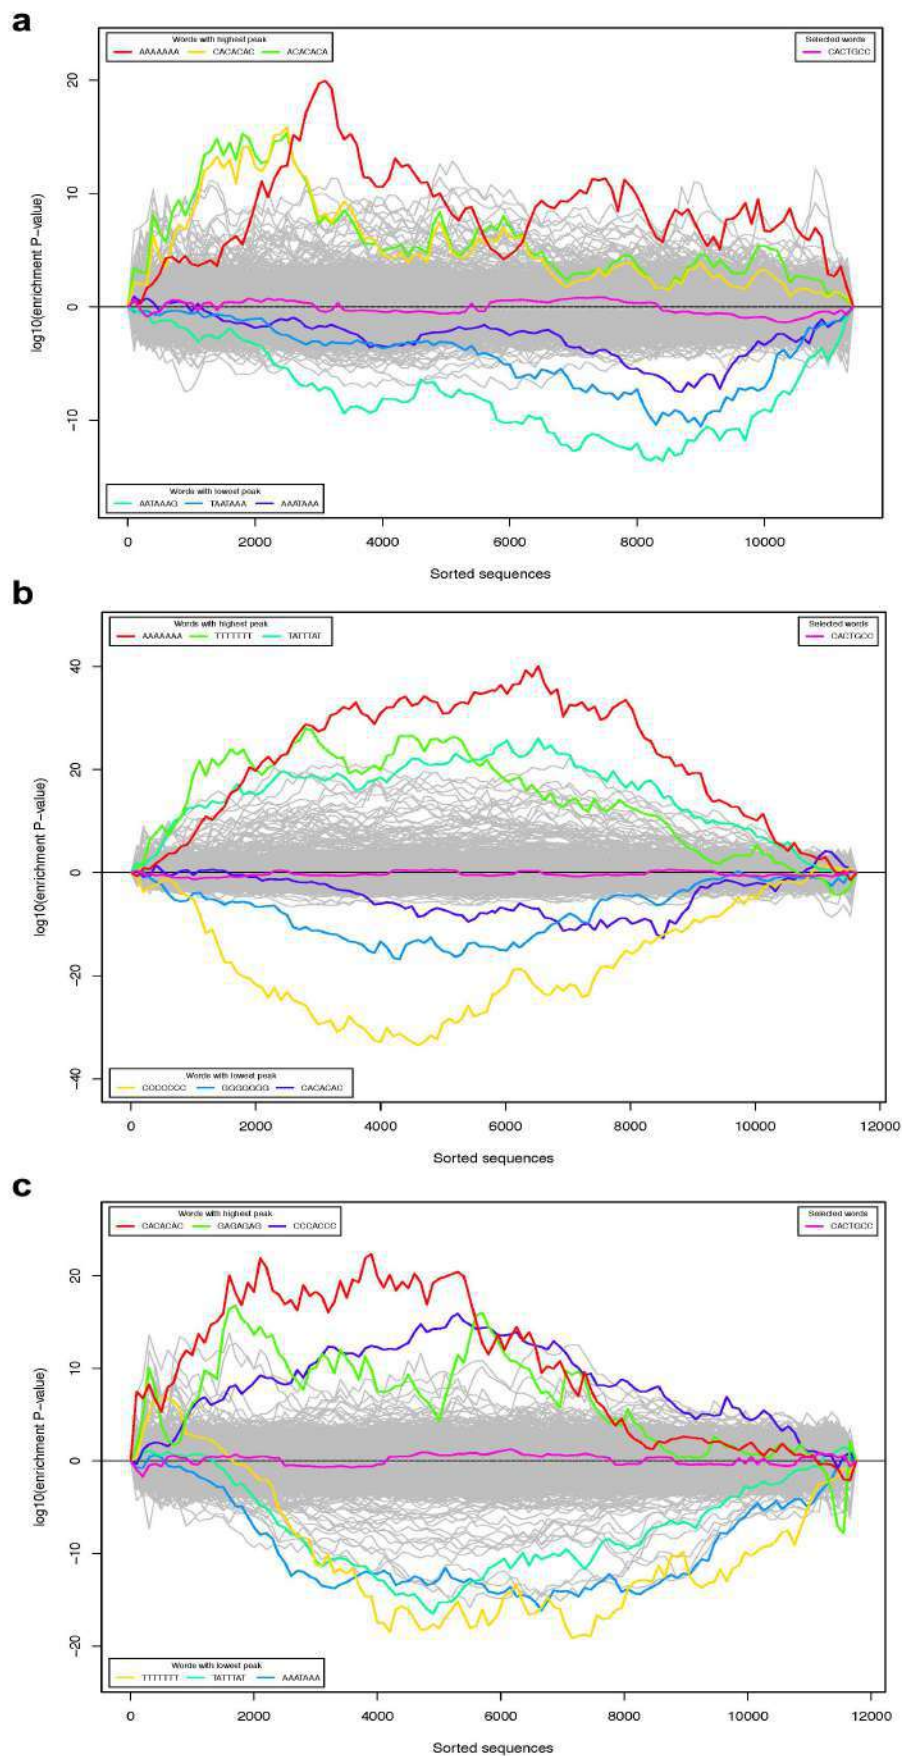 a
Words with highest peak
AAAAAAA CACACAC ACACACA
Selected words
CACTGCC
20
10
0
-10
log10(enrichment P-value)
Words with lowest peak
AATAAAG TAATAAA AAATAAA
0 2000 4000 6000 8000 10000
Sorted sequences
b
Words with highest peak
AAAAAAA TTTTTTT TATTTAT
Selected words
CACTGCC
40
20
0
-20
-40
log10(enrichment P-value)
Words with lowest peak
CCCCCCC GGGGGGG CACACAC
0 2000 4000 6000 8000 10000 12000
Sorted sequences
c
Words with highest peak
CACACAC GAGAGAG CCCACCC
Selected words
CACTGCC
20
10
0
-10
-20
log10(enrichment P-value)
Words with lowest peak
TTTTTTT TATTTAT AAATAAA
0 2000 4000 6000 8000 10000 12000
Sorted sequences